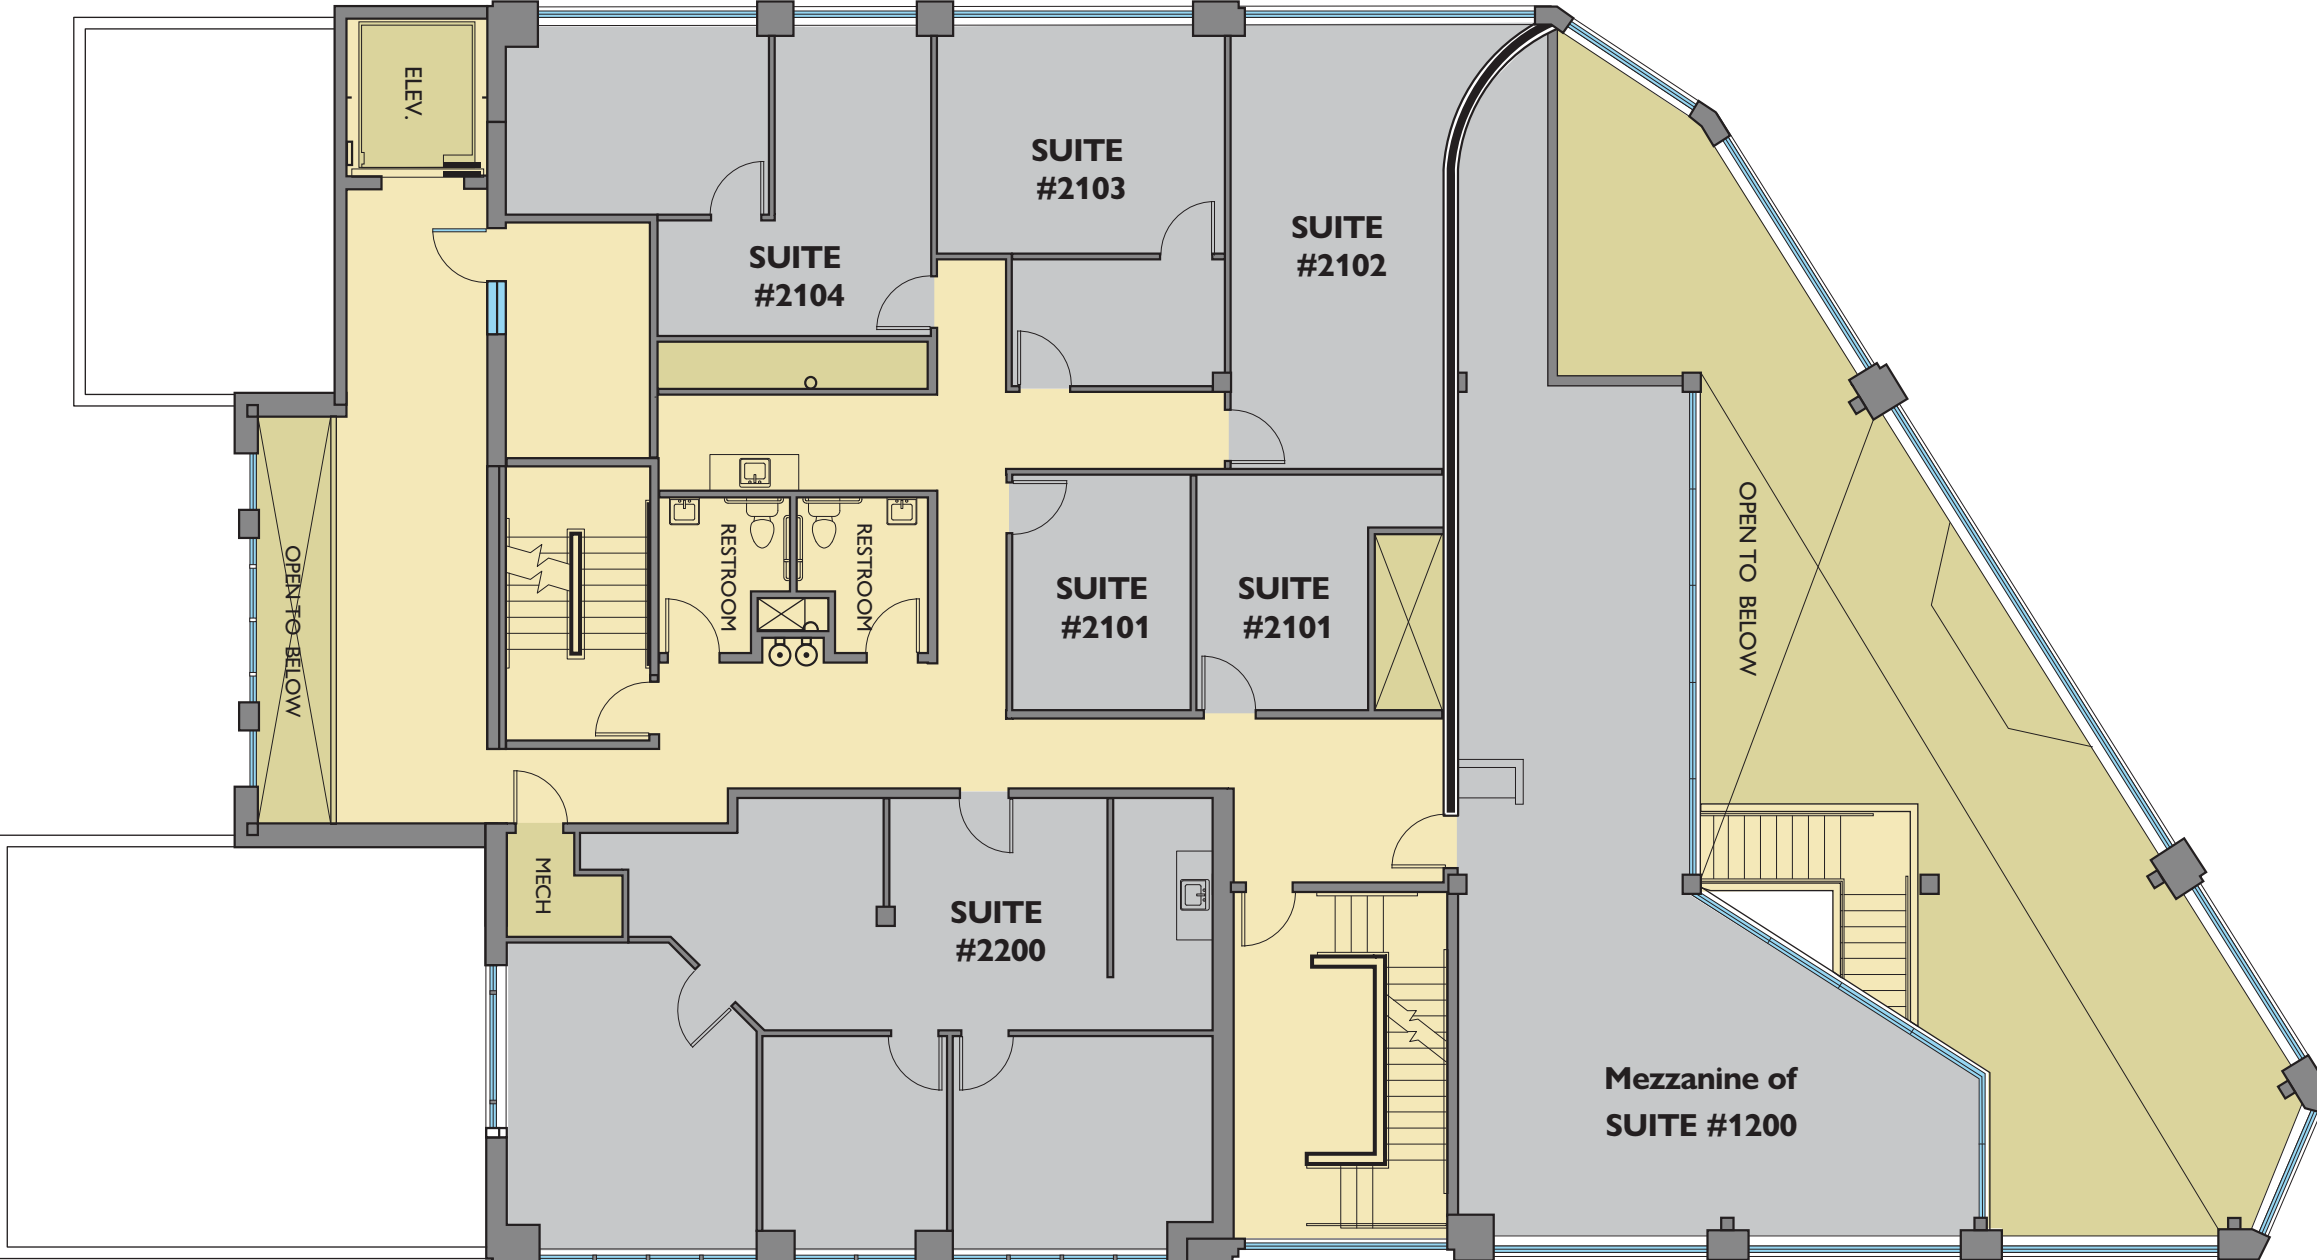 ELEV.
SUITE
#2103
SUITE
#2102
SUITE
#2104
OPEN TO BELOW
RESTROOM
RESTROOM
SUITE
#2101
SUITE
#2101
OPEN TO BELOW
MECH
SUITE
#2200
Mezzanine of
SUITE #1200